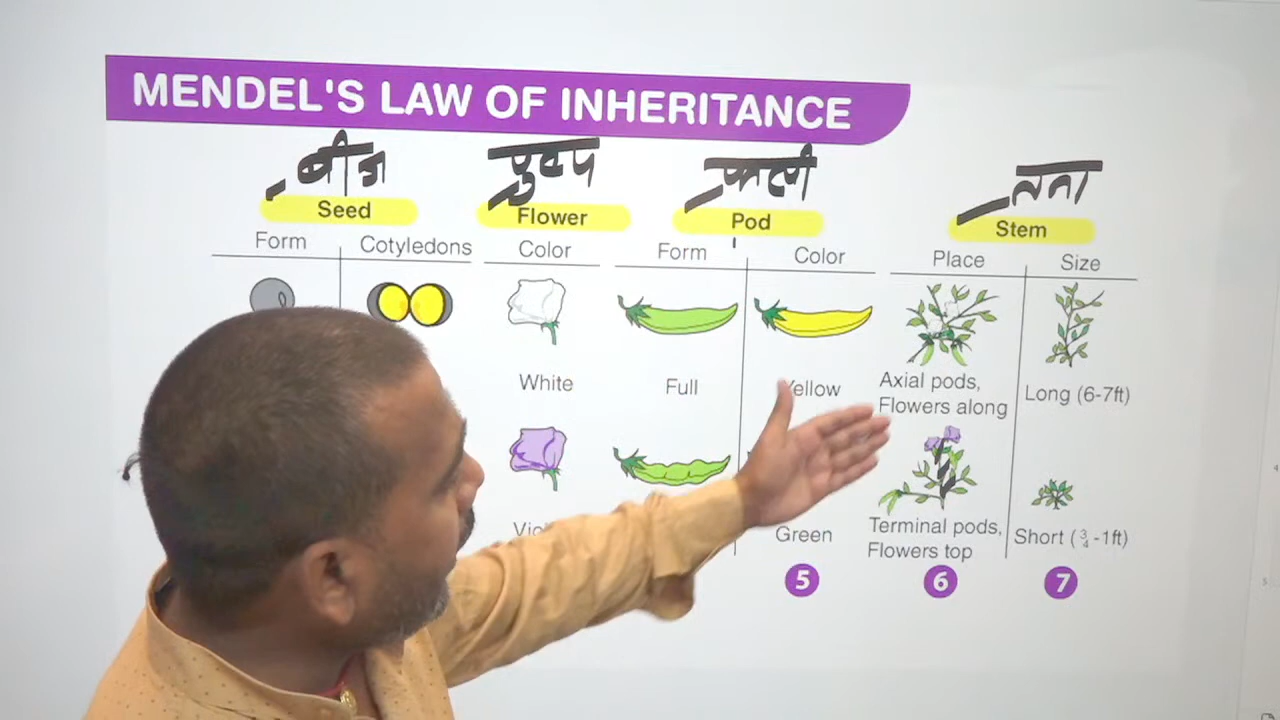 MENDEL'S LAW OF INHERITANCE
बीज पुष्प फली तना
Seed Flower Pod Stem
Form Cotyledons Color Form Color Place Size
White Full Yellow Axial pods, Flowers along Long (6-7ft)
Green Terminal pods, Flowers top Short (¾-1ft)
5 6 7